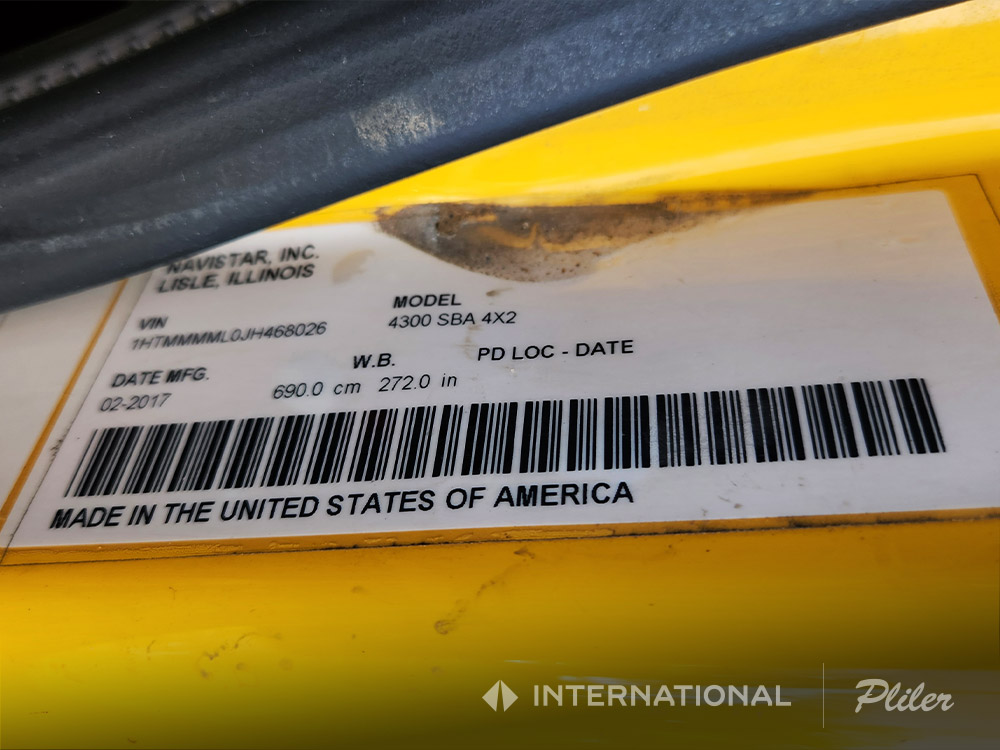 NAVISTAR, INC.
LISLE, ILLINOIS
VIN
1HTMMMML0JH468026
MODEL
4300 SBA 4X2
DATE MFG.
02-2017
W.B.
690.0 cm 272.0 in
PD LOC - DATE
MADE IN THE UNITED STATES OF AMERICA
INTERNATIONAL
Pliler